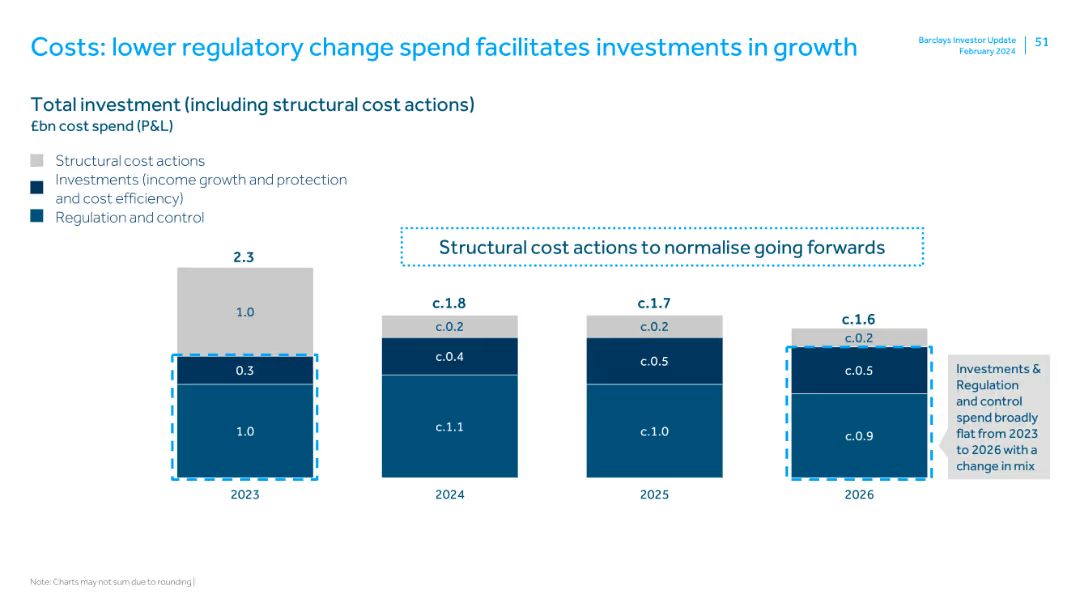 Costs: lower regulatory change spend facilitates investments in growth
Barclays Investor Update
February 2024
51
Total investment (including structural cost actions)
£bn cost spend (P&L)
Structural cost actions
Investments (income growth and protection
and cost efficiency)
Regulation and control
Structural cost actions to normalise going forwards
2.3
1.0
0.3
1.0
2023
c.1.8
c.0.2
c.0.4
c.1.1
2024
c.1.7
c.0.2
c.0.5
c.1.0
2025
c.1.6
c.0.2
c.0.5
c.0.9
2026
Investments &
Regulation
and control
spend broadly
flat from 2023
to 2026 with a
change in mix
Note: Charts may not sum due to rounding |